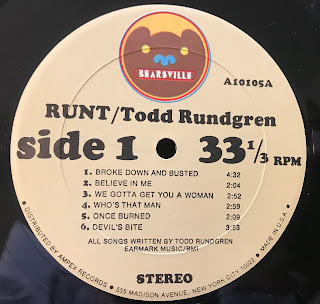 BEARSVILLE
A10105A
RUNT/Todd Rundgren
side 1 33 1/3 RPM
1. BROKE DOWN AND BUSTED 4:32
2. BELIEVE IN ME 2:04
3. WE GOTTA GET YOU A WOMAN 2:52
4. WHO'S THAT MAN 2:59
5. ONCE BURNED 2:09
6. DEVIL'S BITE 3:53
ALL SONGS WRITTEN BY TODD RUNDGREN
EARMARK MUSIC/BMI
STEREO
• DISTRIBUTED BY AMPEX RECORDS • 555 MADISON AVENUE, NEW YORK CITY 10022 • MADE IN U.S.A. •